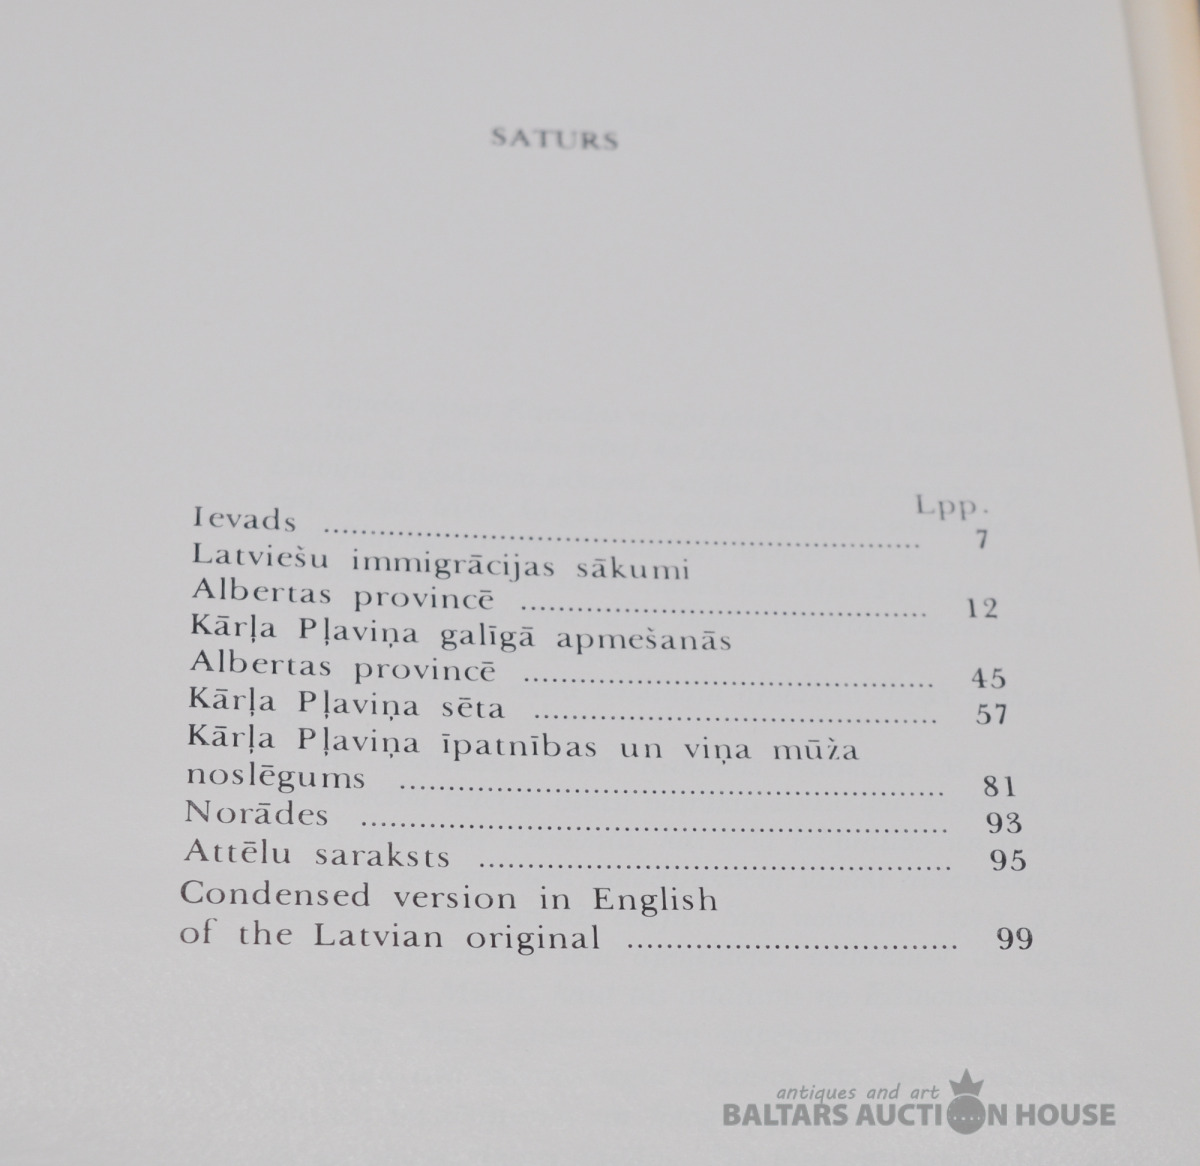 SATURS
Lpp.
Ievads ........ 7
Latviešu immigrācijas sākumi
Albertas provincē ........ 12
Kārļa Pļaviņa galīgā apmešanās
Albertas provincē ........ 45
Kārļa Pļaviņa sēta ........ 57
Kārļa Pļaviņa īpatnības un viņa mūža
noslēgums ........ 81
Norādes ........ 93
Attēlu saraksts ........ 95
Condensed version in English
of the Latvian original ........ 99
antiques and art
BALTARS AUCTION HOUSE